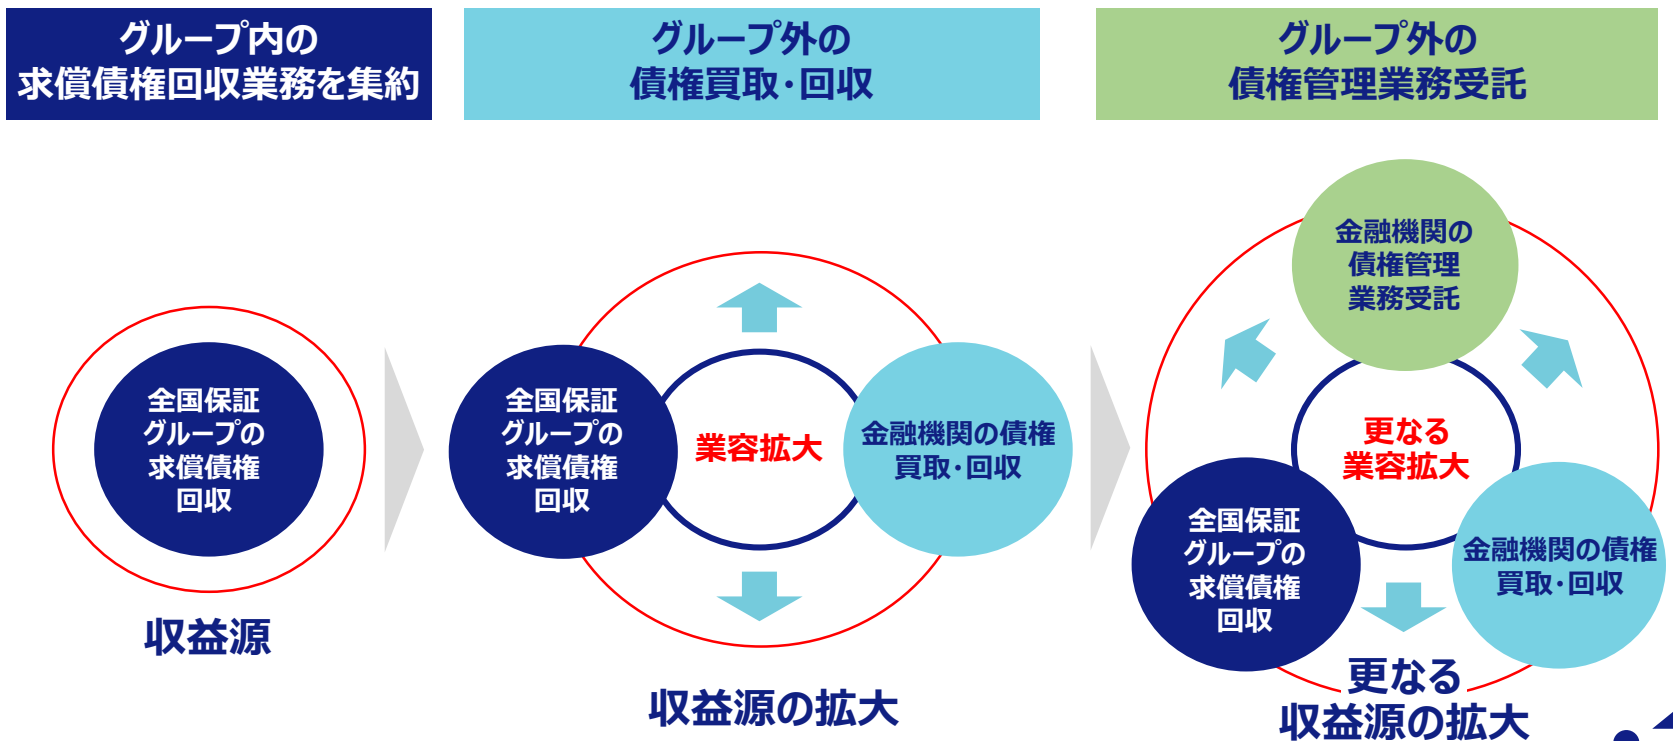 グループ内の
求償債権回収業務を集約
グループ外の
債権買取・回収
グループ外の
債権管理業務受託
全国保証
グループの
求償債権
回収
収益源
全国保証
グループの
求償債権
回収
業容拡大
金融機関の債権
買取・回収
収益源の拡大
金融機関の
債権管理
業務受託
更なる
業容拡大
全国保証
グループの
求償債権
回収
金融機関の債権
買取・回収
更なる
収益源の拡大